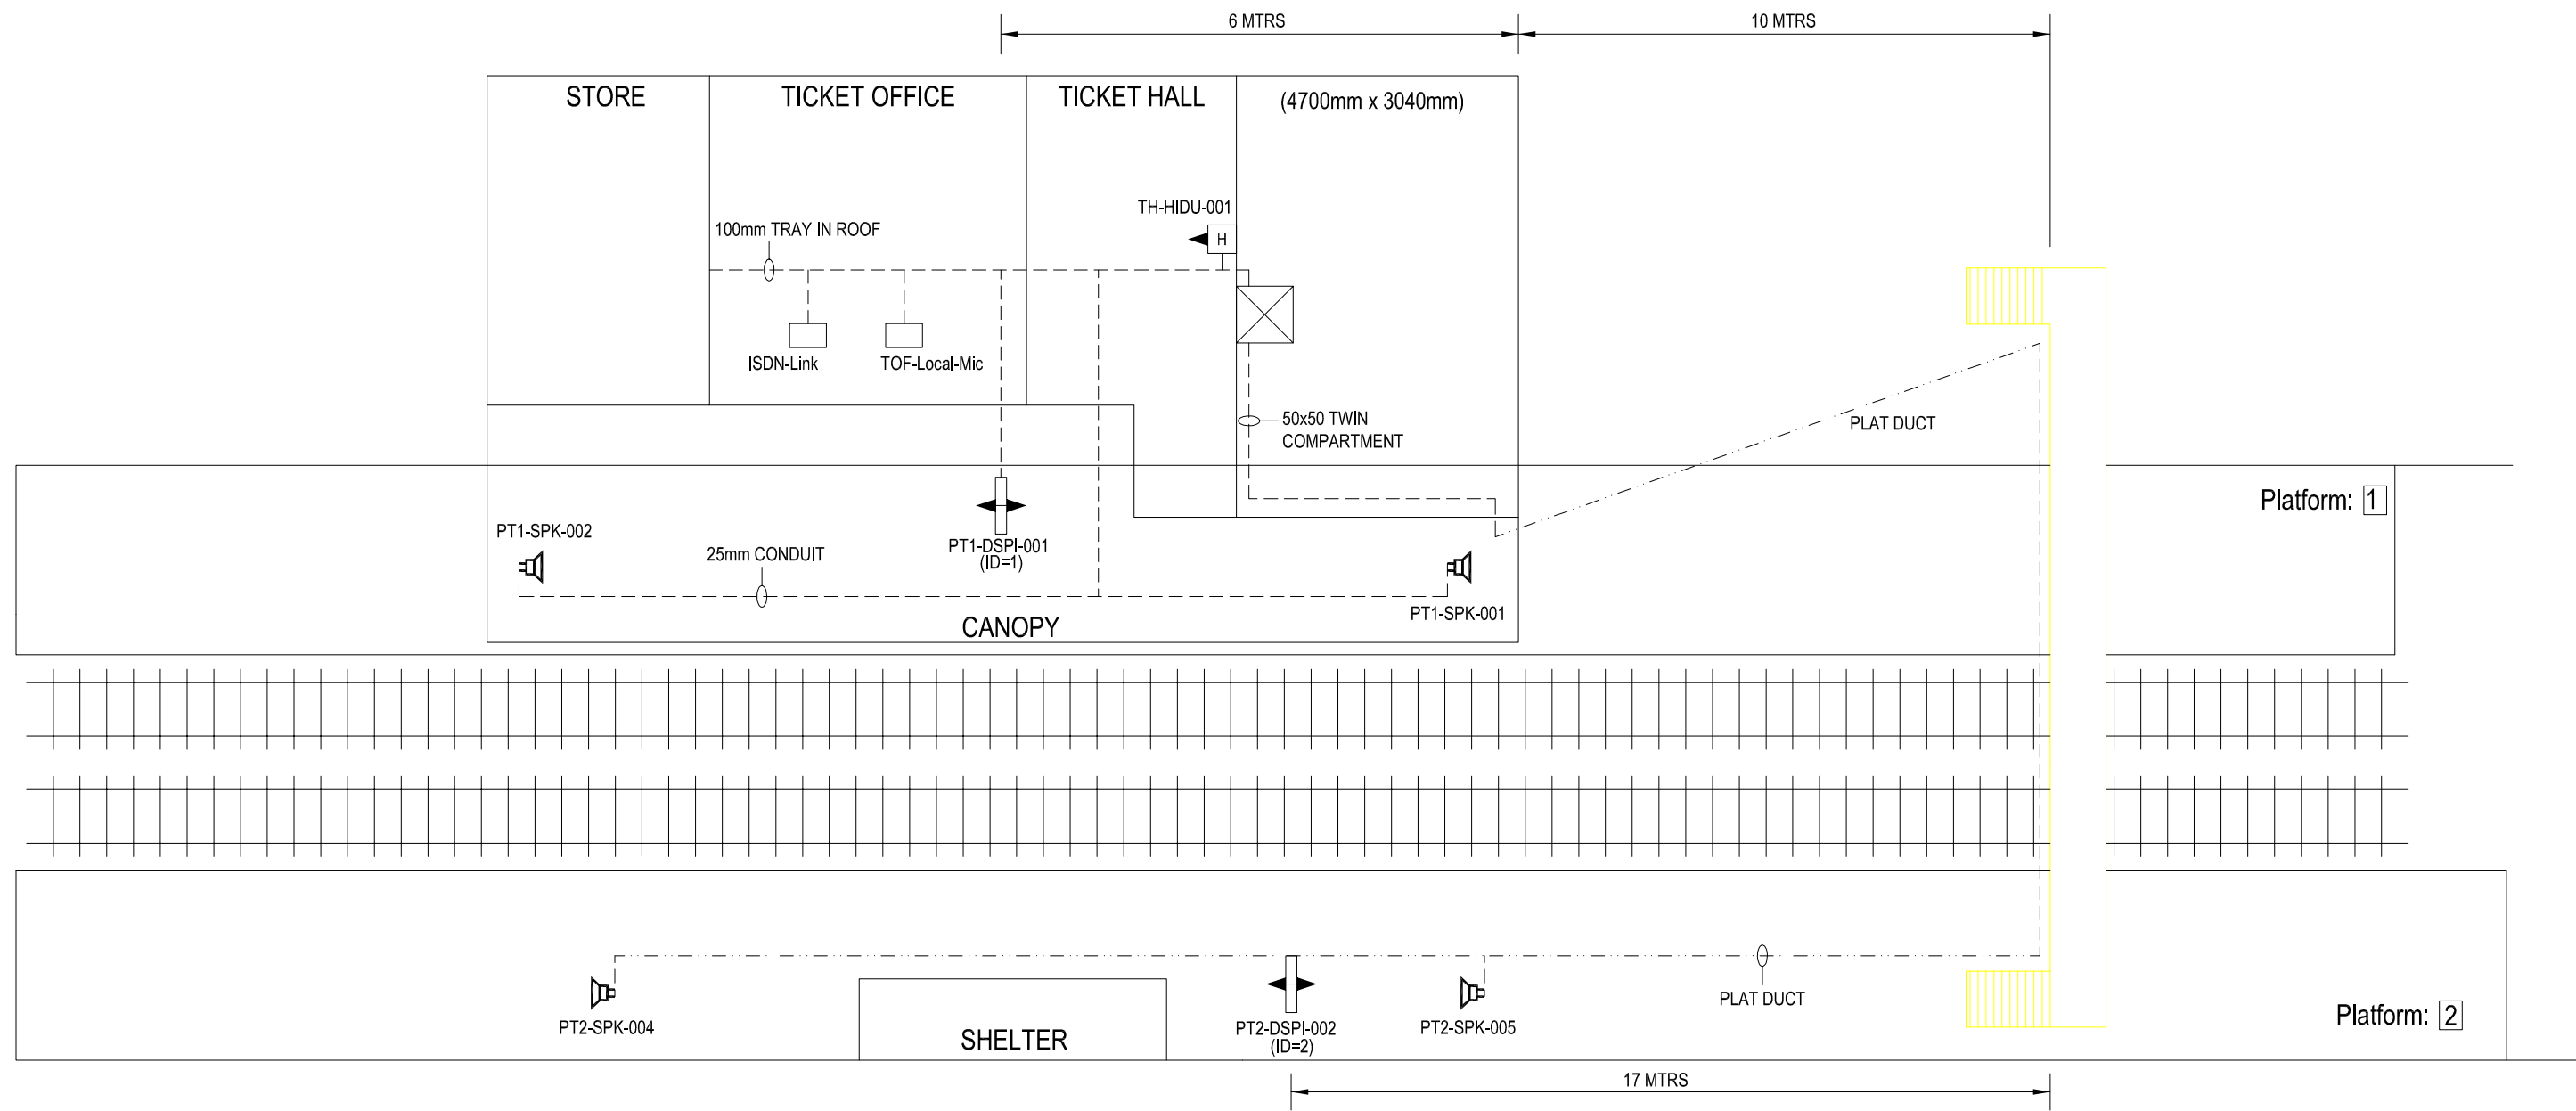 6 MTRS
10 MTRS
STORE
TICKET OFFICE
TICKET HALL
(4700mm x 3040mm)
TH-HIDU-001
H
100mm TRAY IN ROOF
ISDN-Link
TOF-Local-Mic
50x50 TWIN
COMPARTMENT
PLAT DUCT
Platform: 1
PT1-SPK-002
25mm CONDUIT
PT1-DSPI-001
(ID=1)
PT1-SPK-001
CANOPY
PT2-SPK-004
SHELTER
PT2-DSPI-002
(ID=2)
PT2-SPK-005
PLAT DUCT
Platform: 2
17 MTRS